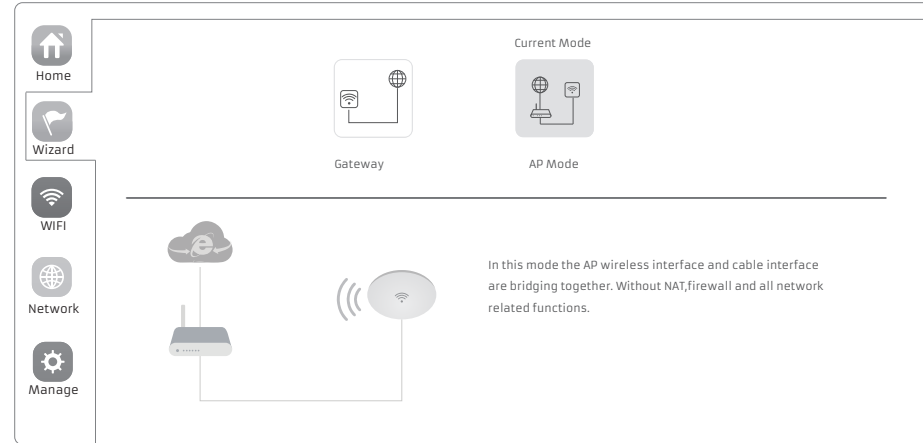 Home
Wizard
WIFI
Network
Manage
Current Mode
Gateway
AP Mode
In this mode the AP wireless interface and cable interface
are bridging together. Without NAT,firewall and all network
related functions.